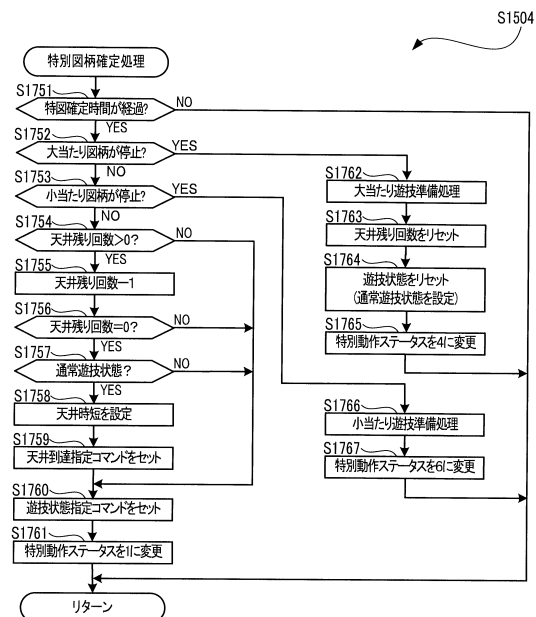 S1504
特別図柄確定処理
S1751
特図確定時間が経過?
NO
YES
S1752
大当たり図柄が停止?
YES
NO
S1753
小当たり図柄が停止?
YES
NO
S1754
天井残り回数>0?
NO
YES
S1755
天井残り回数ー1
S1756
天井残り回数=0?
NO
YES
S1757
通常遊技状態?
NO
YES
S1758
天井時短を設定
S1759
天井到達指定コマンドをセット
S1760
遊技状態指定コマンドをセット
S1761
特別動作ステータスを1に変更
リターン
S1762
大当たり遊技準備処理
S1763
天井残り回数をリセット
S1764
遊技状態をリセット
(通常遊技状態を設定)
S1765
特別動作ステータスを4に変更
S1766
小当たり遊技準備処理
S1767
特別動作ステータスを6に変更